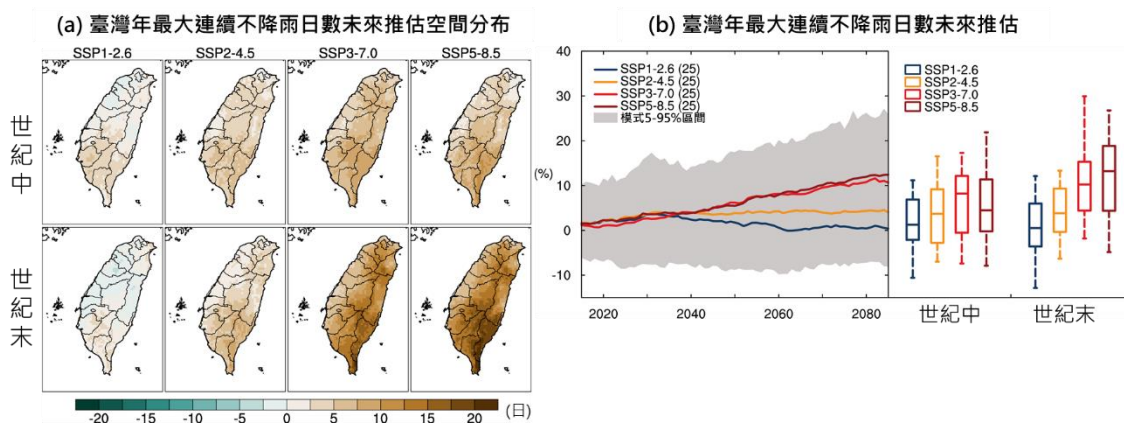 (a) 臺灣年最大連續不降雨日數未來推估空間分布
SSP1-2.6 SSP2-4.5 SSP3-7.0 SSP5-8.5
世紀中
世紀末
-20 -15 -10 -5 0 5 10 15 20 (日)
(b) 臺灣年最大連續不降雨日數未來推估
40
30
20
10
0
-10
(%)
SSP1-2.6 (25)
SSP2-4.5 (25)
SSP3-7.0 (25)
SSP5-8.5 (25)
模式5-95%區間
2020 2040 2060 2080
SSP1-2.6
SSP2-4.5
SSP3-7.0
SSP5-8.5
世紀中 世紀末